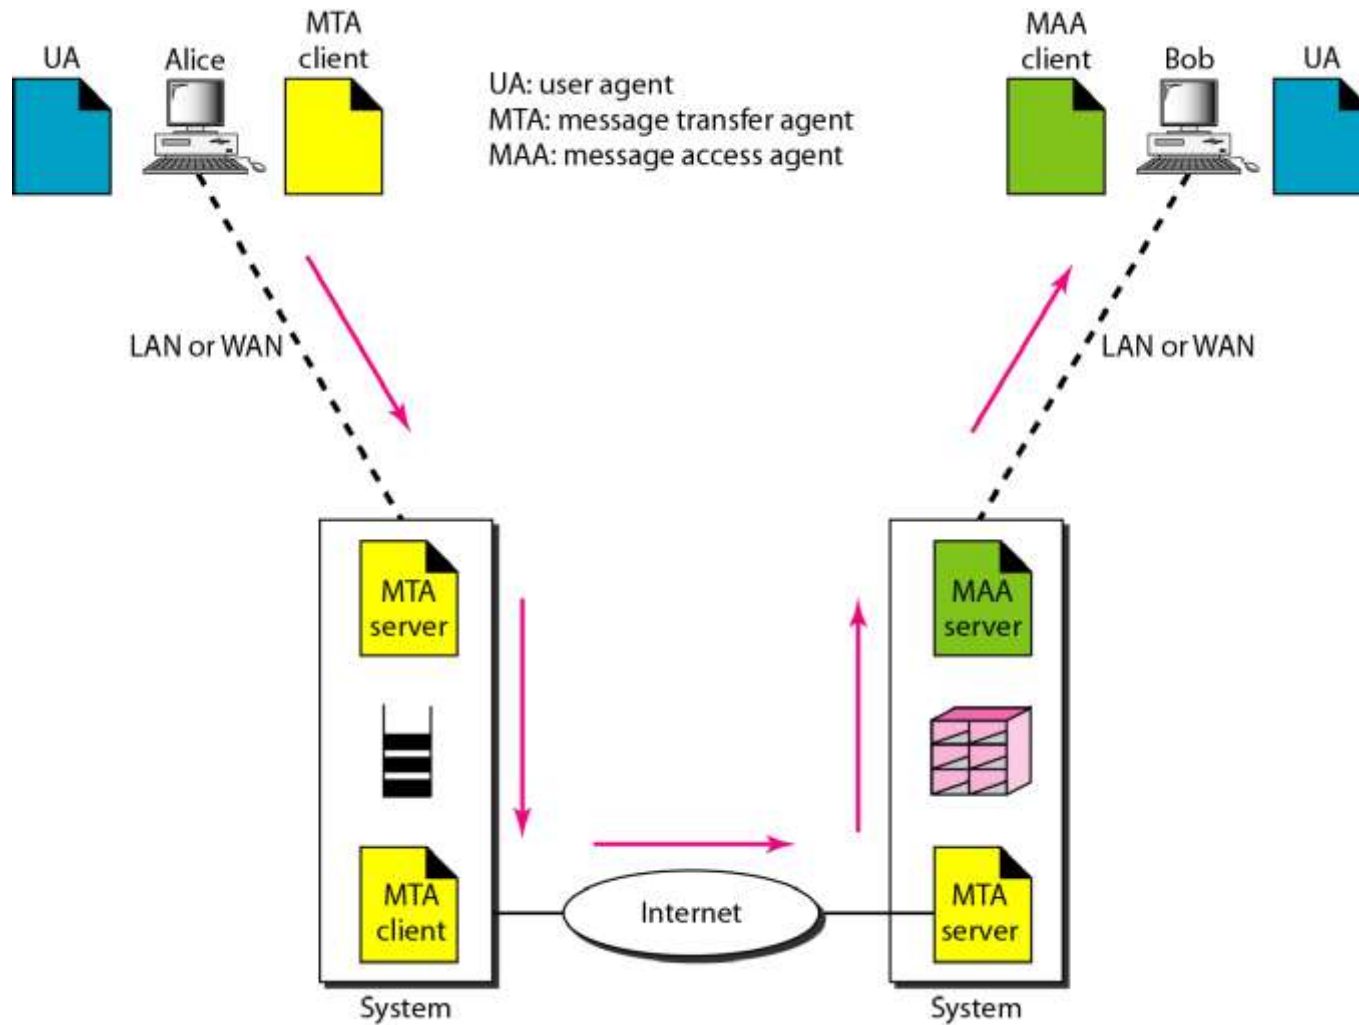 UA
Alice
MTA
client
UA: user agent
MTA: message transfer agent
MAA: message access agent
MAA
client
Bob
UA
LAN or WAN
LAN or WAN
MTA
server
MAA
server
MTA
client
Internet
MTA
server
System
System